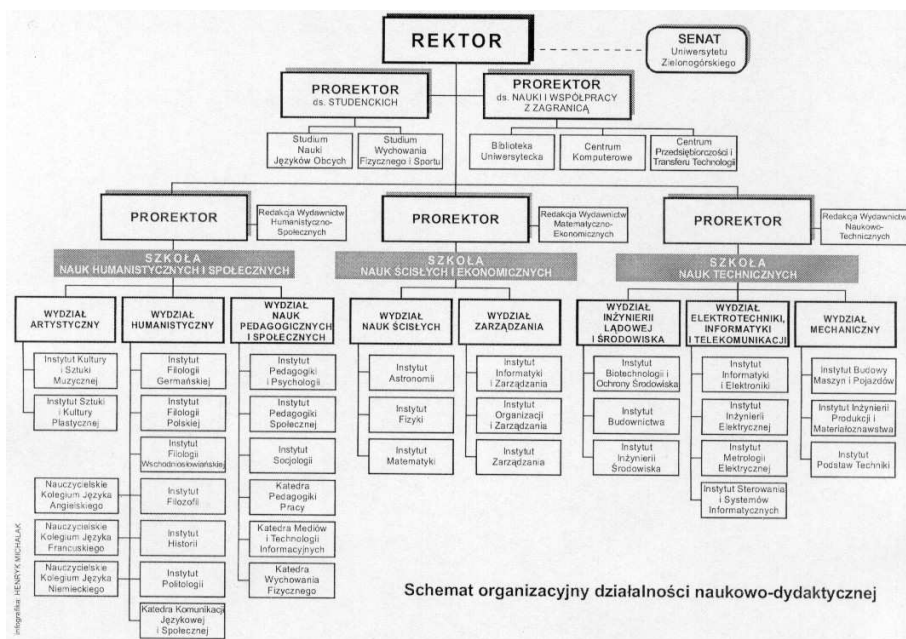 REKTOR
SENAT
Uniwersytetu
Zielonogórskiego
PROREKTOR
ds. STUDENCKICH
PROREKTOR
ds. NAUKI I WSPÓŁPRACY
Z ZAGRANICĄ
Studium
Nauki
Języków Obcych
Studium
Wychowania
Fizycznego i Sportu
Biblioteka
Uniwersytecka
Centrum
Komputerowe
Centrum
Przedsiębiorczości i
Transferu Technologii
PROREKTOR
Redakcja Wydawnictw
Humanistyczno-
Społecznych
PROREKTOR
Redakcja Wydawnictw
Matematyczno-
Ekonomicznych
PROREKTOR
Redakcja Wydawnictw
Naukowo-
Technicznych
SZKOŁA
NAUK HUMANISTYCZNYCH I SPOŁECZNYCH
SZKOŁA
NAUK ŚCISŁYCH I EKONOMICZNYCH
SZKOŁA
NAUK TECHNICZNYCH
WYDZIAŁ
ARTYSTYCZNY
WYDZIAŁ
HUMANISTYCZNY
WYDZIAŁ
NAUK
PEDAGOGICZNYCH
I SPOŁECZNYCH
WYDZIAŁ
NAUK ŚCISŁYCH
WYDZIAŁ
ZARZĄDZANIA
WYDZIAŁ
INŻYNIERII
LĄDOWEJ
I ŚRODOWISKA
WYDZIAŁ
ELEKTROTECHNIKI,
INFORMATYKI
I TELEKOMUNIKACJI
WYDZIAŁ
MECHANICZNY
Instytut Kultury
i Sztuki
Muzycznej
Instytut Sztuki
i Kultury
Plastycznej
Nauczycielskie
Kolegium Języka
Angielskiego
Nauczycielskie
Kolegium Języka
Francuskiego
Nauczycielskie
Kolegium Języka
Niemieckiego
Instytut
Filologii
Germańskiej
Instytut
Filologii
Polskiej
Instytut
Filologii
Wschodniosłowiańskiej
Instytut
Filozofii
Instytut
Historii
Instytut
Politologii
Katedra Komunikacji
Językowej
i Społecznej
Instytut
Pedagogiki
i Psychologii
Instytut
Pedagogiki
Społecznej
Instytut
Socjologii
Katedra
Pedagogiki
Pracy
Katedra Mediów
i Technologii
Informacyjnych
Katedra
Wychowania
Fizycznego
Instytut
Astronomii
Instytut
Fizyki
Instytut
Matematyki
Instytut
Informatyki
i Zarządzania
Instytut
Organizacji
i Zarządzania
Instytut
Zarządzania
Instytut
Biotechnologii i
Ochrony Środowiska
Instytut
Budownictwa
Instytut
Inżynierii
Środowiska
Instytut
Informatyki
i Elektroniki
Instytut
Inżynierii
Elektrycznej
Instytut
Metrologii
Elektrycznej
Instytut Sterowania
i Systemów
Informatycznych
Instytut Budowy
Maszyn i Pojazdów
Instytut Inżynierii
Produkcji i
Materiałoznawstwa
Instytut
Podstaw Techniki
Schemat organizacyjny działalności naukowo-dydaktycznej
Infografika: HENRYK MICHALAK